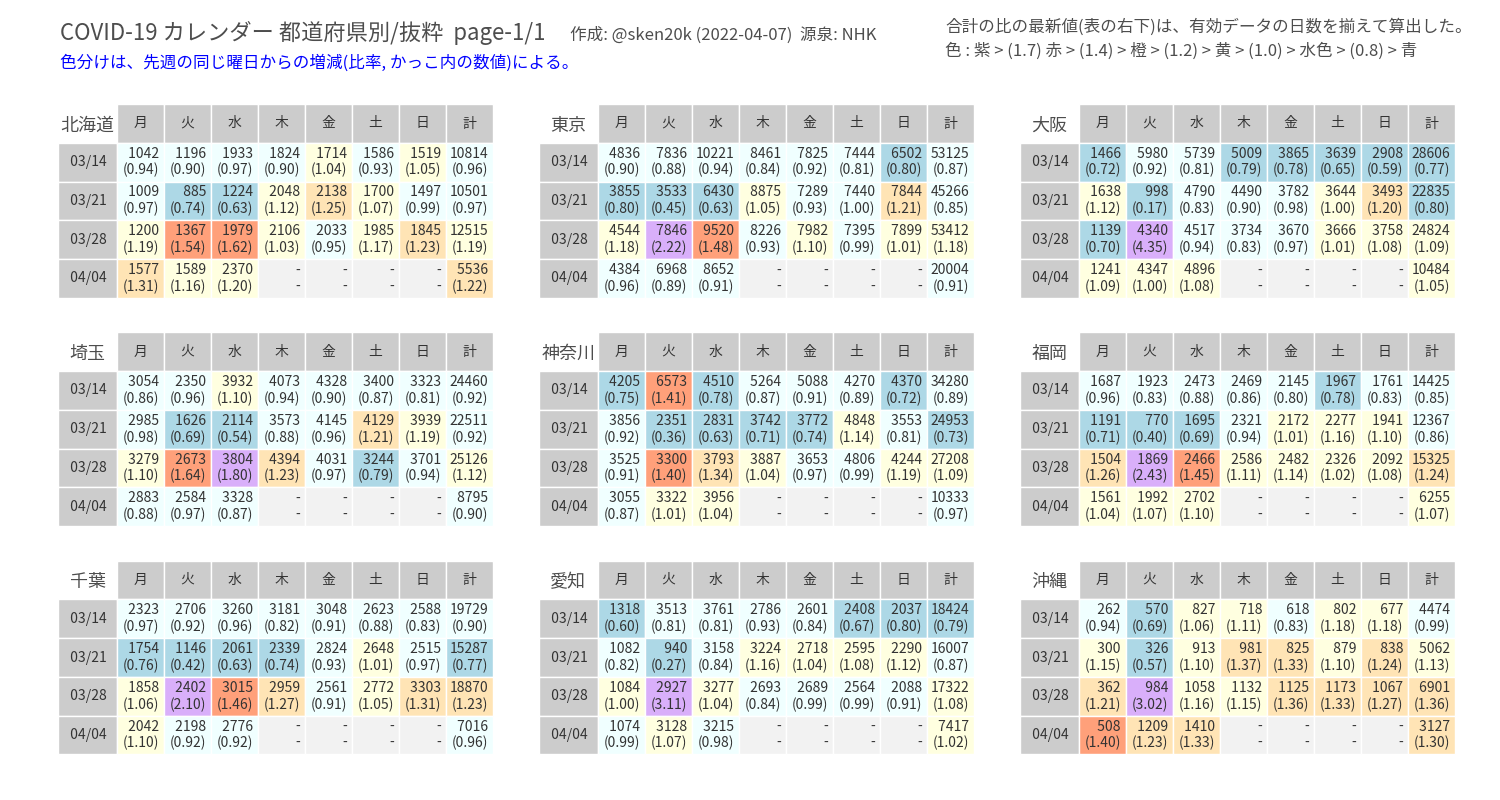 COVID-19 カレンダー 都道府県別/抜粋 page-1/1 作成: @sken20k (2022-04-07) 源泉: NHK
色分けは、先週の同じ曜日からの増減(比率, かっこ内の数値)による。
合計の比の最新値(表の右下)は、有効データの日数を揃えて算出した。
色 : 紫 > (1.7) 赤 > (1.4) > 橙 > (1.2) > 黄 > (1.0) > 水色 > (0.8) > 青
北海道 月 火 水 木 金 土 日 計
03/14 1042 1196 1933 1824 1714 1586 1519 10814
(0.94) (0.90) (0.97) (0.90) (1.04) (0.93) (1.05) (0.96)
03/21 1009 885 1224 2048 2138 1700 1497 10501
(0.97) (0.74) (0.63) (1.12) (1.25) (1.07) (0.99) (0.97)
03/28 1200 1367 1979 2106 2033 1985 1845 12515
(1.19) (1.54) (1.62) (1.03) (0.95) (1.17) (1.23) (1.19)
04/04 1577 1589 2370 - - - - 5536
(1.31) (1.16) (1.20) - - - - (1.22)
東京 月 火 水 木 金 土 日 計
03/14 4836 7836 10221 8461 7825 7444 6502 53125
(0.90) (0.88) (0.94) (0.84) (0.92) (0.81) (0.80) (0.87)
03/21 3855 3533 6430 8875 7289 7440 7844 45266
(0.80) (0.45) (0.63) (1.05) (0.93) (1.00) (1.21) (0.85)
03/28 4544 7846 9520 8226 7982 7395 7899 53412
(1.18) (2.22) (1.48) (0.93) (1.10) (0.99) (1.01) (1.18)
04/04 4384 6968 8652 - - - - 20004
(0.96) (0.89) (0.91) - - - - (0.91)
大阪 月 火 水 木 金 土 日 計
03/14 1466 5980 5739 5009 3865 3639 2908 28606
(0.72) (0.92) (0.81) (0.79) (0.78) (0.65) (0.59) (0.77)
03/21 1638 998 4790 4490 3782 3644 3493 22835
(1.12) (0.17) (0.83) (0.90) (0.98) (1.00) (1.20) (0.80)
03/28 1139 4340 4517 3734 3670 3666 3758 24824
(0.70) (4.35) (0.94) (0.83) (0.97) (1.01) (1.08) (1.09)
04/04 1241 4347 4896 - - - - 10484
(1.09) (1.00) (1.08) - - - - (1.05)
埼玉 月 火 水 木 金 土 日 計
03/14 3054 2350 3932 4073 4328 3400 3323 24460
(0.86) (0.96) (1.10) (0.94) (0.90) (0.87) (0.81) (0.92)
03/21 2985 1626 2114 3573 4145 4129 3939 22511
(0.98) (0.69) (0.54) (0.88) (0.96) (1.21) (1.19) (0.92)
03/28 3279 2673 3804 4394 4031 3244 3701 25126
(1.10) (1.64) (1.80) (1.23) (0.97) (0.79) (0.94) (1.12)
04/04 2883 2584 3328 - - - - 8795
(0.88) (0.97) (0.87) - - - - (0.90)
神奈川 月 火 水 木 金 土 日 計
03/14 4205 6573 4510 5264 5088 4270 4370 34280
(0.75) (1.41) (0.78) (0.87) (0.91) (0.89) (0.72) (0.89)
03/21 3856 2351 2831 3742 3772 4848 3553 24953
(0.92) (0.36) (0.63) (0.71) (0.74) (1.14) (0.81) (0.73)
03/28 3525 3300 3793 3887 3653 4806 4244 27208
(0.91) (1.40) (1.34) (1.04) (0.97) (0.99) (1.19) (1.09)
04/04 3055 3322 3956 - - - - 10333
(0.87) (1.01) (1.04) - - - - (0.97)
福岡 月 火 水 木 金 土 日 計
03/14 1687 1923 2473 2469 2145 1967 1761 14425
(0.96) (0.83) (0.88) (0.86) (0.80) (0.78) (0.83) (0.85)
03/21 1191 770 1695 2321 2172 2277 1941 12367
(0.71) (0.40) (0.69) (0.94) (1.01) (1.16) (1.10) (0.86)
03/28 1504 1869 2466 2586 2482 2326 2092 15325
(1.26) (2.43) (1.45) (1.11) (1.14) (1.02) (1.08) (1.24)
04/04 1561 1992 2702 - - - - 6255
(1.04) (1.07) (1.10) - - - - (1.07)
千葉 月 火 水 木 金 土 日 計
03/14 2323 2706 3260 3181 3048 2623 2588 19729
(0.97) (0.92) (0.96) (0.82) (0.91) (0.88) (0.83) (0.90)
03/21 1754 1146 2061 2339 2824 2648 2515 15287
(0.76) (0.42) (0.63) (0.74) (0.93) (1.01) (0.97) (0.77)
03/28 1858 2402 3015 2959 2561 2772 3303 18870
(1.06) (2.10) (1.46) (1.27) (0.91) (1.05) (1.31) (1.23)
04/04 2042 2198 2776 - - - - 7016
(1.10) (0.92) (0.92) - - - - (0.96)
愛知 月 火 水 木 金 土 日 計
03/14 1318 3513 3761 2786 2601 2408 2037 18424
(0.60) (0.81) (0.81) (0.93) (0.84) (0.67) (0.80) (0.79)
03/21 1082 940 3158 3224 2718 2595 2290 16007
(0.82) (0.27) (0.84) (1.16) (1.04) (1.08) (1.12) (0.87)
03/28 1084 2927 3277 2693 2689 2564 2088 17322
(1.00) (3.11) (1.04) (0.84) (0.99) (0.99) (0.91) (1.08)
04/04 1074 3128 3215 - - - - 7417
(0.99) (1.07) (0.98) - - - - (1.02)
沖縄 月 火 水 木 金 土 日 計
03/14 262 570 827 718 618 802 677 4474
(0.94) (0.69) (1.06) (1.11) (0.83) (1.18) (1.18) (0.99)
03/21 300 326 913 981 825 879 838 5062
(1.15) (0.57) (1.10) (1.37) (1.33) (1.10) (1.24) (1.13)
03/28 362 984 1058 1132 1125 1173 1067 6901
(1.21) (3.02) (1.16) (1.15) (1.36) (1.33) (1.27) (1.36)
04/04 508 1209 1410 - - - - 3127
(1.40) (1.23) (1.33) - - - - (1.30)